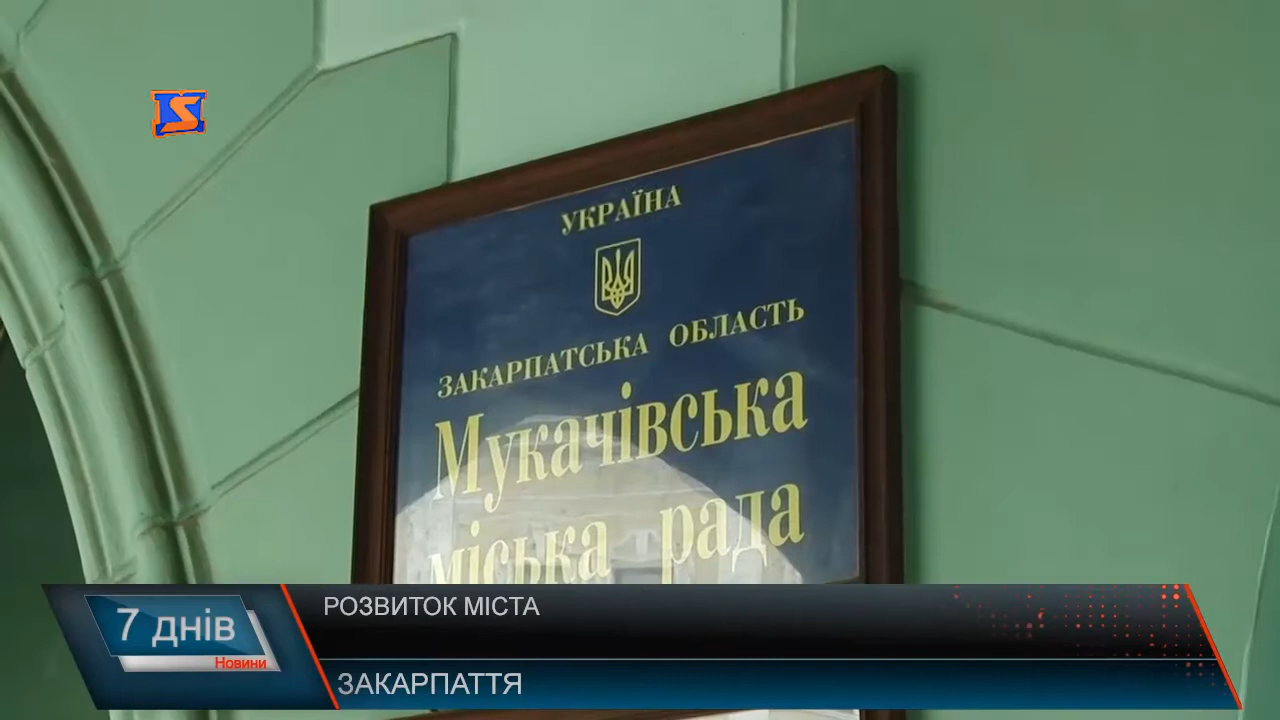 УКРАЇНА
ЗАКАРПАТСЬКА ОБЛАСТЬ
Мукачівська
міська рада
7 днів
Новини
РОЗВИТОК МІСТА
ЗАКАРПАТТЯ